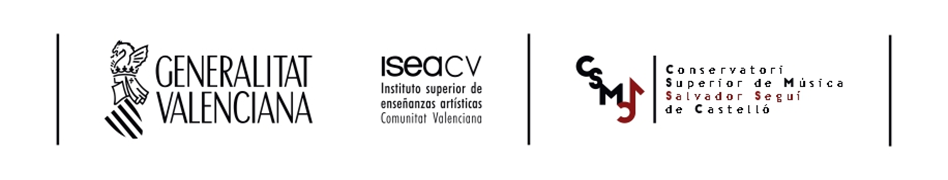 GENERALITAT
VALENCIANA
ISEACV
Instituto superior de
enseñanzas artísticas
Comunitat Valenciana
CSMC
Conservatori
Superior de Música
Salvador Seguí
de Castelló